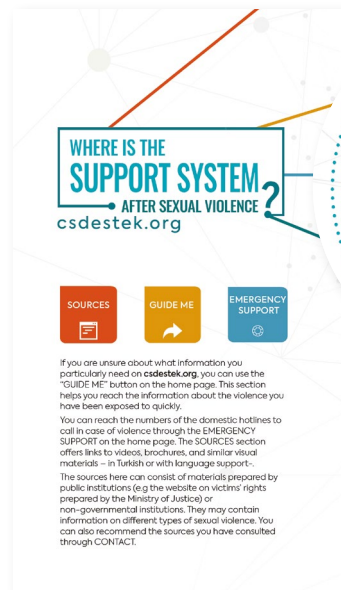 WHERE IS THE
SUPPORT SYSTEM
AFTER SEXUAL VIOLENCE ?
csdestek.org
SOURCES
GUIDE ME
EMERGENCY
SUPPORT
If you are unsure about what information you
particularly need on csdestek.org, you can use the
"GUIDE ME" button on the home page. This section
helps you reach the information about the violence you
have been exposed to quickly.
You can reach the numbers of the domestic hotlines to
call in case of violence through the EMERGENCY
SUPPORT on the home page. The SOURCES section
offers links to videos, brochures, and similar visual
materials – in Turkish or with language support-.
The sources here can consist of materials prepared by
public institutions (e.g the website on victims' rights
prepared by the Ministry of Justice) or
non-governmental institutions. They may contain
information on different types of sexual violence. You
can also recommend the sources you have consulted
through CONTACT.